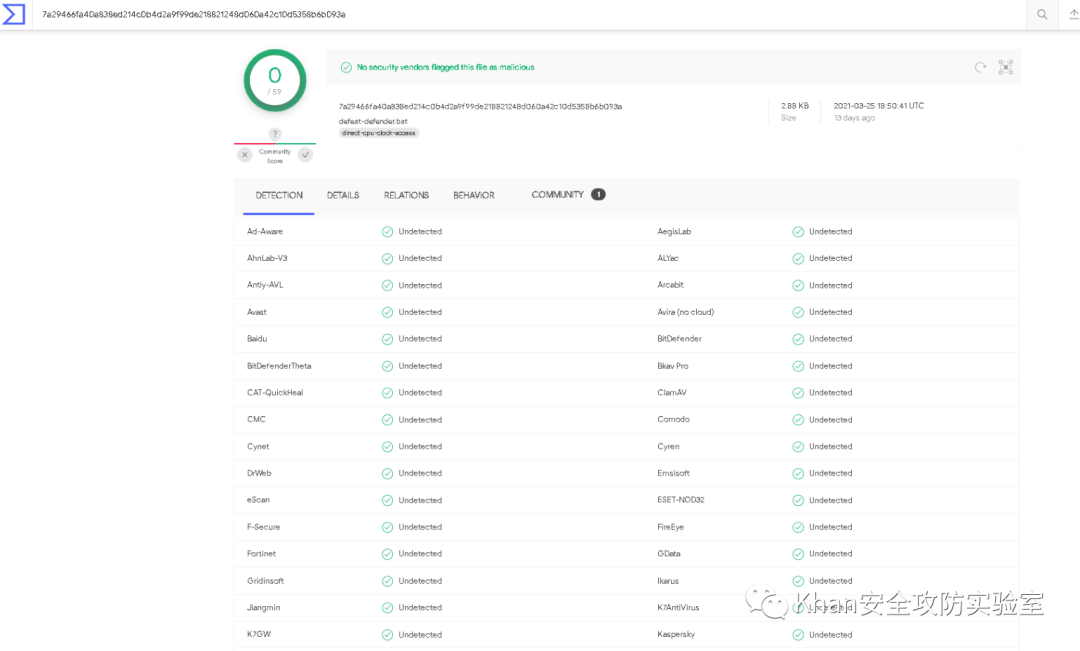 7a29466fa40a838ed214c0b4d2a9f99de218821248d060a42c10d5358b6b093a
0
/ 59
?
Community
Score
No security vendors flagged this file as malicious
7a29466fa40a838ed214c0b4d2a9f99de218821248d060a42c10d5358b6b093a
defeat-defender.bat
direct-cpu-clock-access
2.88 KB
Size
2021-03-25 18:50:41 UTC
13 days ago
DETECTION DETAILS RELATIONS BEHAVIOR COMMUNITY 1
Ad-Aware Undetected AegisLab Undetected
AhnLab-V3 Undetected ALYac Undetected
Antiy-AVL Undetected Arcabit Undetected
Avast Undetected Avira (no cloud) Undetected
Baidu Undetected BitDefender Undetected
BitDefenderTheta Undetected Bkav Pro Undetected
CAT-QuickHeal Undetected ClamAV Undetected
CMC Undetected Comodo Undetected
Cynet Undetected Cyren Undetected
DrWeb Undetected Emsisoft Undetected
eScan Undetected ESET-NOD32 Undetected
F-Secure Undetected FireEye Undetected
Fortinet Undetected GData Undetected
Gridinsoft Undetected Ikarus Undetected
Jiangmin Undetected K7AntiVirus Undetected
Khan安全攻防实验室
K7GW Undetected Kaspersky Undetected